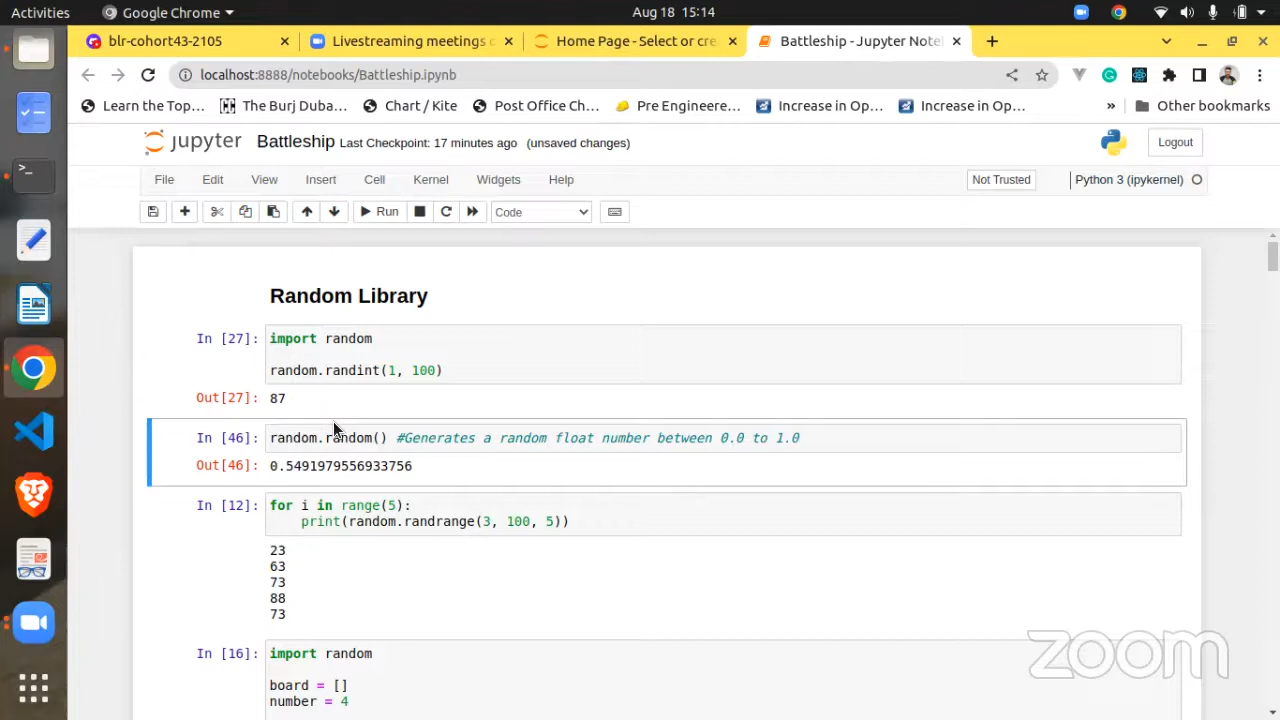 Activities
Google Chrome
Aug 18 15:14
blr-cohort43-2105
Livestreaming meetings o
Home Page - Select or cre
Battleship - Jupyter Note
localhost:8888/notebooks/Battleship.ipynb
Learn the Top...
The Burj Duba...
Chart / Kite
Post Office Ch...
Pre Engineere...
Increase in Op...
Increase in Op...
»
Other bookmarks
jupyter
Battleship Last Checkpoint: 17 minutes ago (unsaved changes)
Logout
File Edit View Insert Cell Kernel Widgets Help
Not Trusted
Python 3 (ipykernel)
Run
Code
Random Library
In [27]: import random
random.randint(1, 100)
Out[27]: 87
In [46]: random.random() #Generates a random float number between 0.0 to 1.0
Out[46]: 0.5491979556933756
In [12]: for i in range(5):
print(random.randrange(3, 100, 5))
23
63
73
88
73
In [16]: import random
board = []
number = 4
zoom